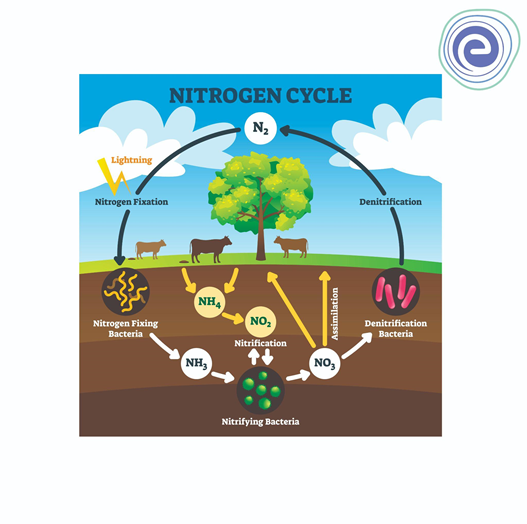 e
NITROGEN CYCLE
N₂
Lightning
Nitrogen Fixation
Denitrification
NH₄
NO₂
Nitrification
Assimilation
Nitrogen Fixing
Bacteria
Denitrification
Bacteria
NH₃
NO₃
Nitrifying Bacteria